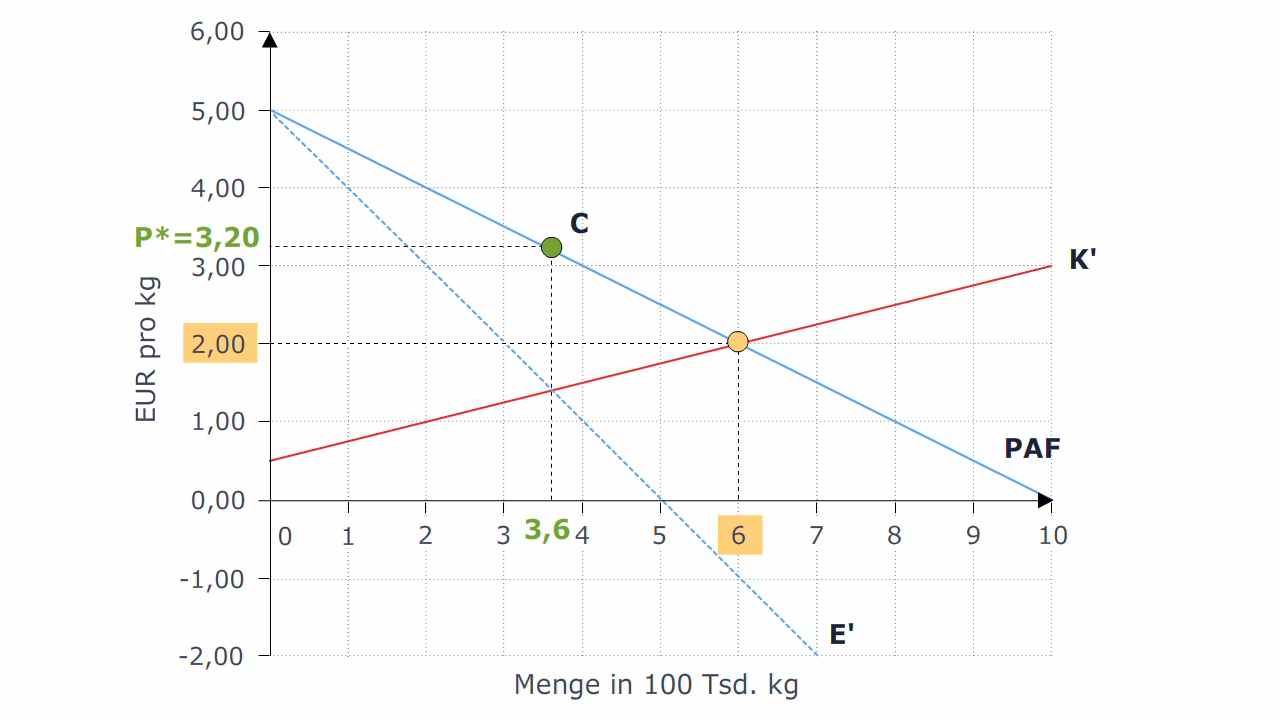 6,00
5,00
4,00
P*=3,20
C
3,00
K'
EUR pro kg
2,00
1,00
PAF
0,00
0 1 2 3 3,6 4 5 6 7 8 9 10
-1,00
E'
-2,00
Menge in 100 Tsd. kg